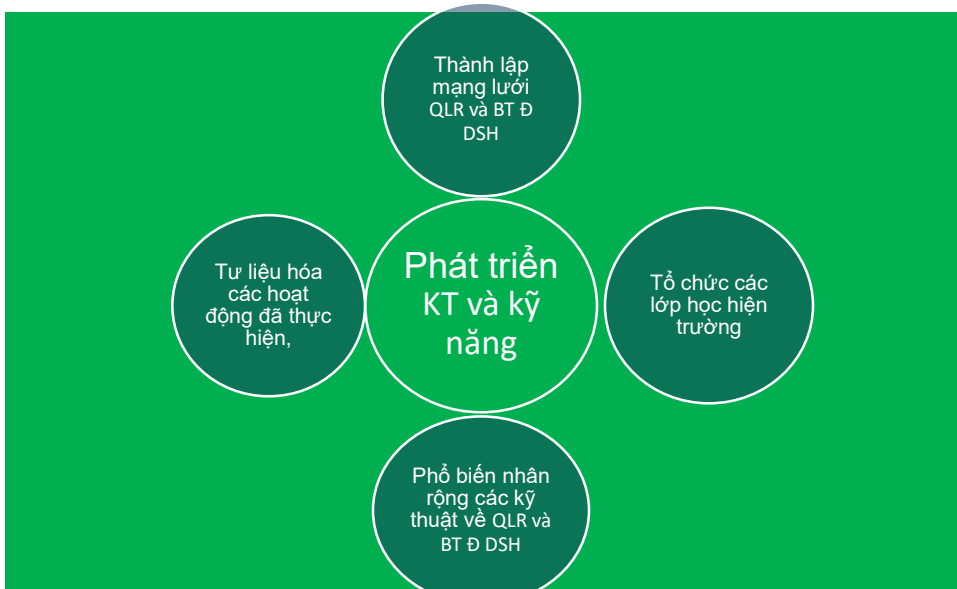 Thành lập
mạng lưới
QLR và BT Đ
DSH
Tư liệu hóa
các hoạt
động đã thực
hiện,
Phát triển
KT và kỹ
năng
Tổ chức các
lớp học hiện
trường
Phổ biến nhân
rộng các kỹ
thuật về QLR và
BT Đ DSH